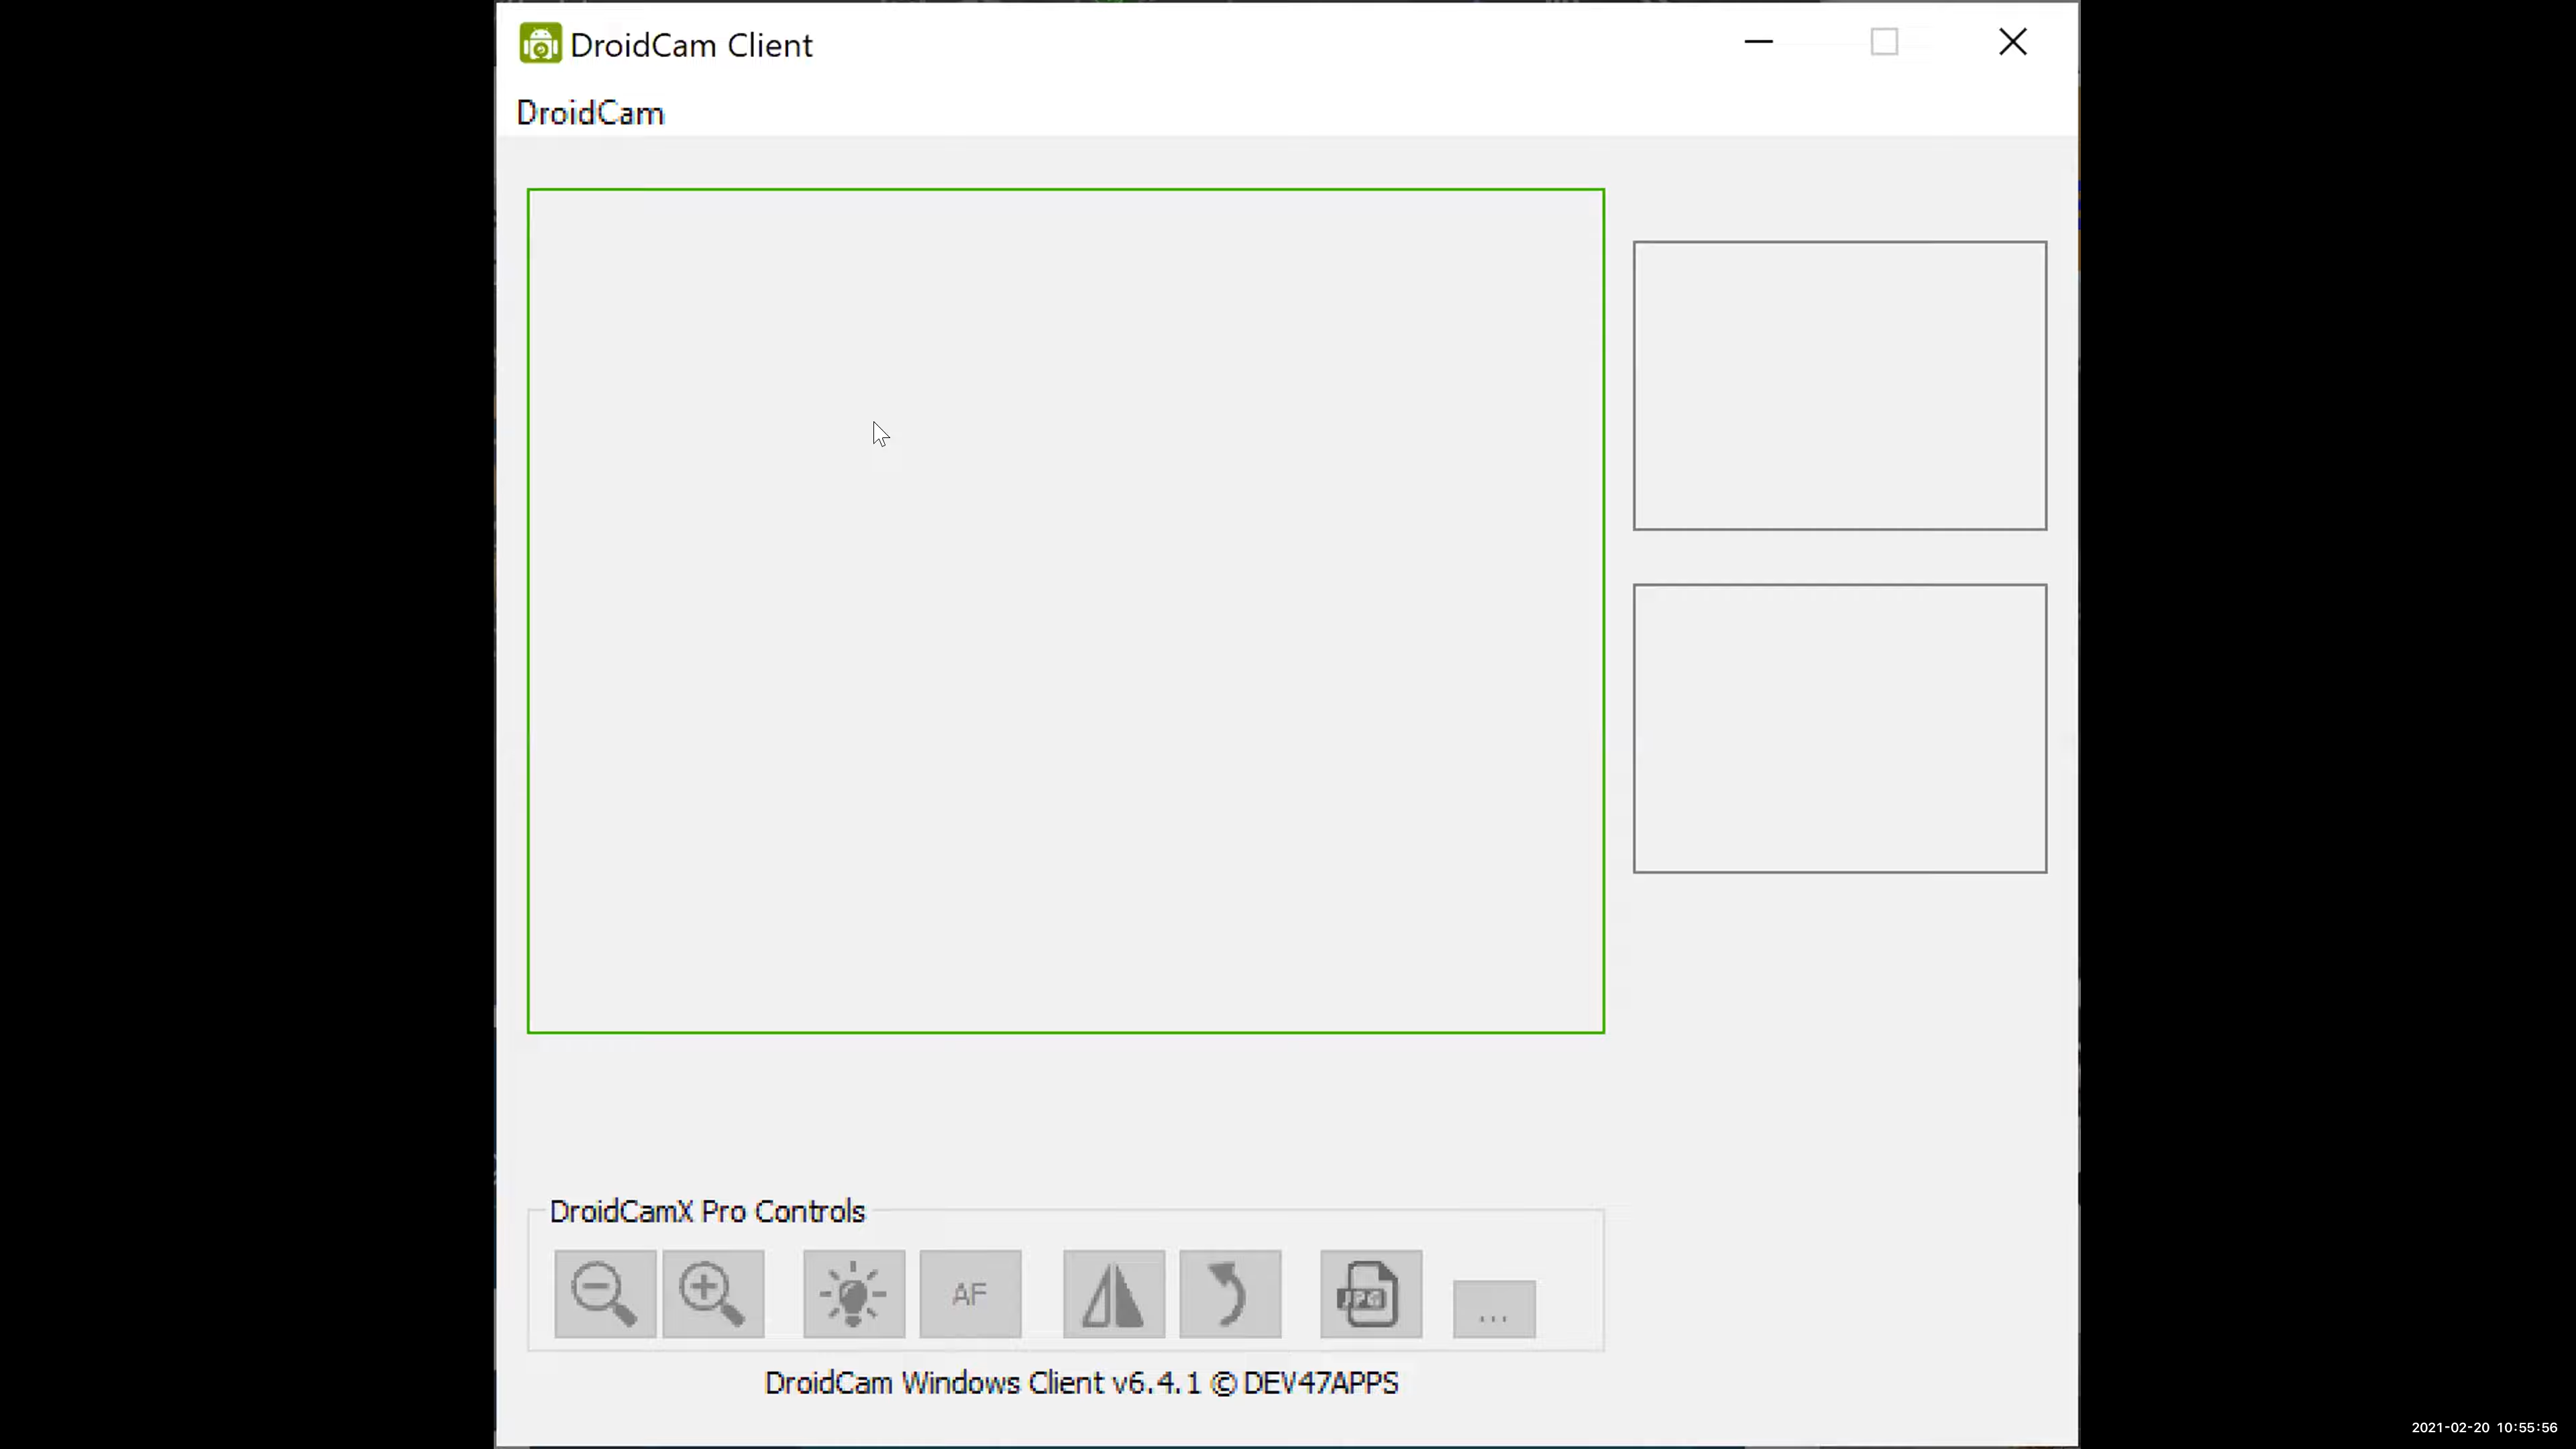 DroidCam Client
DroidCam
DroidCamX Pro Controls
AF
JPG
...
DroidCam Windows Client v6.4.1 © DEV47APPS
2021-02-20 10:55:56